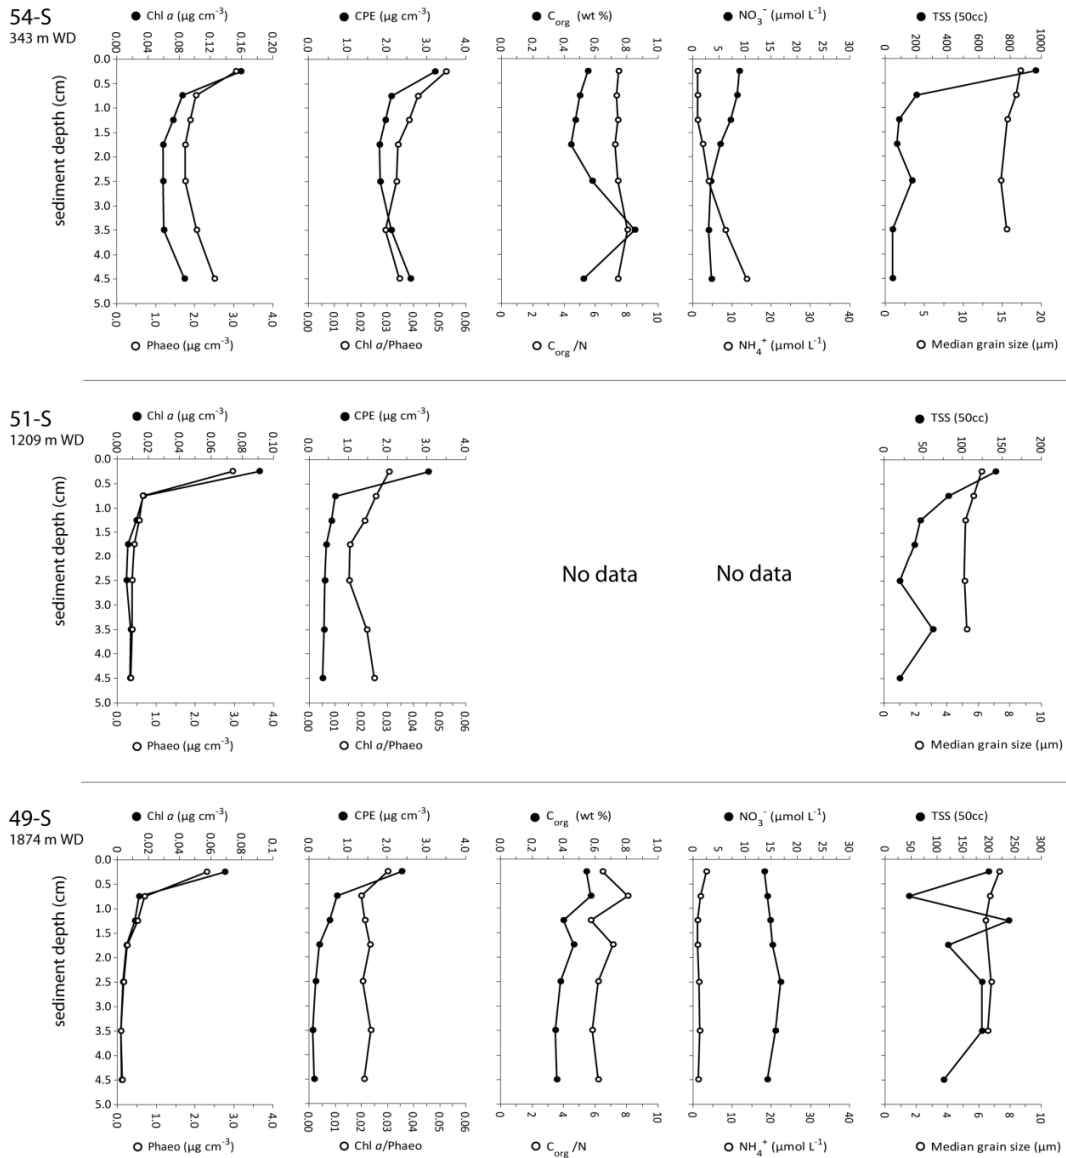 54-S
343 m WD
● Chl a (µg cm⁻³) ● CPE (µg cm⁻³) ● Corg (wt %) ● NO₃⁻ (µmol L⁻¹) ● TSS (50cc)
0.00 0.04 0.08 0.12 0.16 0.20 0.0 1.0 2.0 3.0 4.0 0.0 0.2 0.4 0.6 0.8 1.0 0 5 10 15 20 25 30 0 200 400 600 800 1000
sediment depth (cm)
0.0
0.5
1.0
1.5
2.0
2.5
3.0
3.5
4.0
4.5
5.0
0.0 1.0 2.0 3.0 4.0 0.00 0.01 0.02 0.03 0.04 0.05 0.06 0 2 4 6 8 10 0 10 20 30 40 0 5 10 15 20
○ Phaeo (µg cm⁻³) ○ Chl a/Phaeo ○ Corg /N ○ NH₄⁺ (µmol L⁻¹) ○ Median grain size (µm)
51-S
1209 m WD
● Chl a (µg cm⁻³) ● CPE (µg cm⁻³) ● TSS (50cc)
0.00 0.02 0.04 0.06 0.08 0.10 0.0 1.0 2.0 3.0 4.0 0 50 100 150 200
sediment depth (cm)
0.0
0.5
1.0
1.5
2.0
2.5
3.0
3.5
4.0
4.5
5.0
No data No data
0.0 1.0 2.0 3.0 4.0 0.00 0.01 0.02 0.03 0.04 0.05 0.06 0 2 4 6 8 10
○ Phaeo (µg cm⁻³) ○ Chl a/Phaeo ○ Median grain size (µm)
49-S
1874 m WD
● Chl a (µg cm⁻³) ● CPE (µg cm⁻³) ● Corg (wt %) ● NO₃⁻ (µmol L⁻¹) ● TSS (50cc)
0 0.02 0.04 0.06 0.08 0.1 0.0 1.0 2.0 3.0 4.0 0.0 0.2 0.4 0.6 0.8 1.0 0 5 10 15 20 25 30 0 50 100 150 200 250 300
sediment depth (cm)
0.0
0.5
1.0
1.5
2.0
2.5
3.0
3.5
4.0
4.5
5.0
0.0 1.0 2.0 3.0 4.0 0.00 0.01 0.02 0.03 0.04 0.05 0.06 0 2 4 6 8 10 0 10 20 30 40 0 2 4 6 8 10
○ Phaeo (µg cm⁻³) ○ Chl a/Phaeo ○ Corg /N ○ NH₄⁺ (µmol L⁻¹) ○ Median grain size (µm)